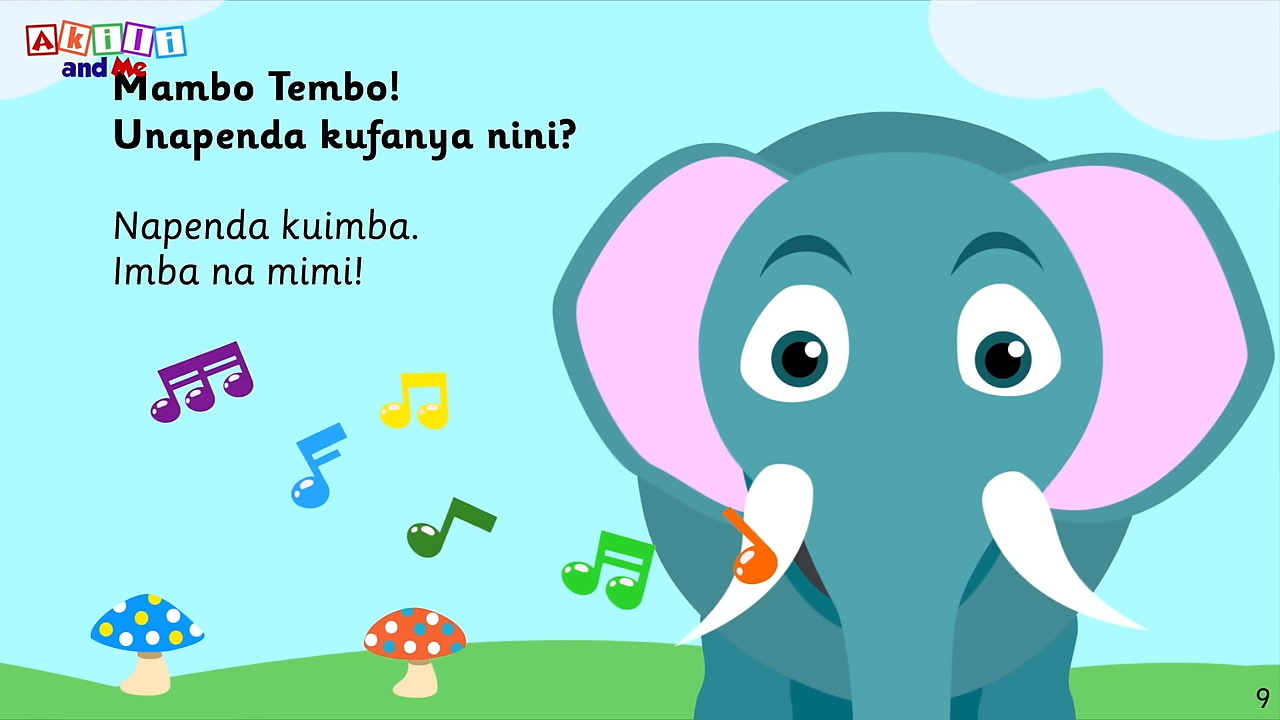 Akili
and Me
Mambo Tembo!
Unapenda kufanya nini?
Napenda kuimba.
Imba na mimi!
9